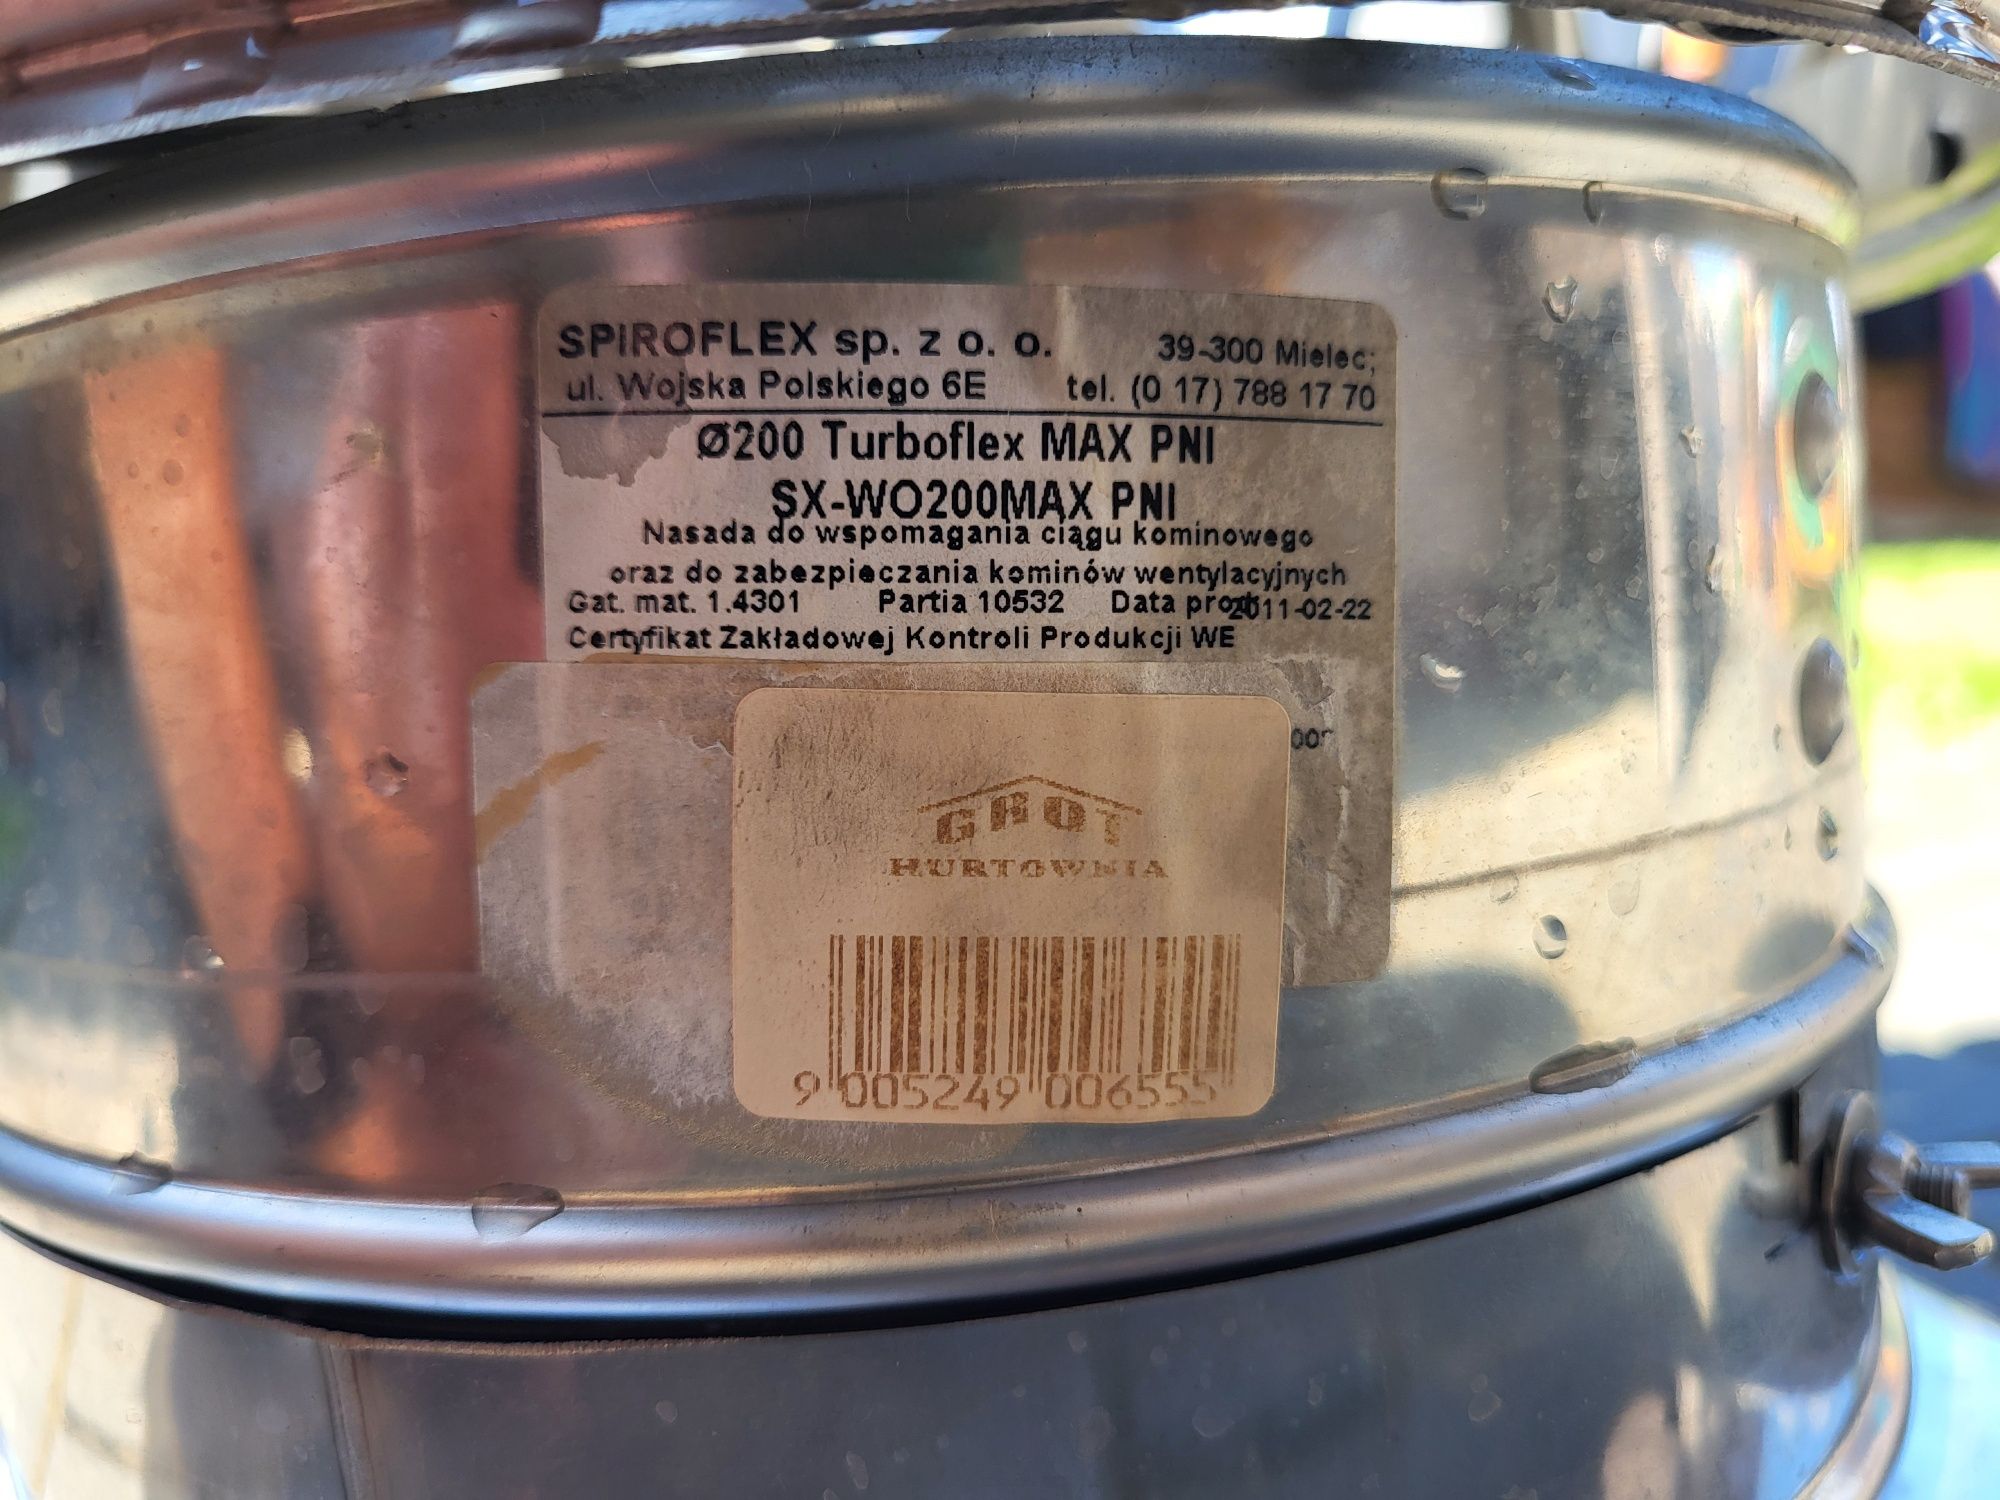 SPIROFLEX sp. z o. o. 39-300 Mielec;
ul. Wojska Polskiego 6E tel. (0 17) 788 17 70
Ø200 Turboflex MAX PNI
SX-WO200MAX PNI
Nasada do wspomagania ciągu kominowego
oraz do zabezpieczania kominów wentylacyjnych
Gat. mat. 1.4301 Partia 10532 Data prod. 2011-02-22
Certyfikat Zakładowej Kontroli Produkcji WE
GROT
HURTOWNIA
9 005249 006555